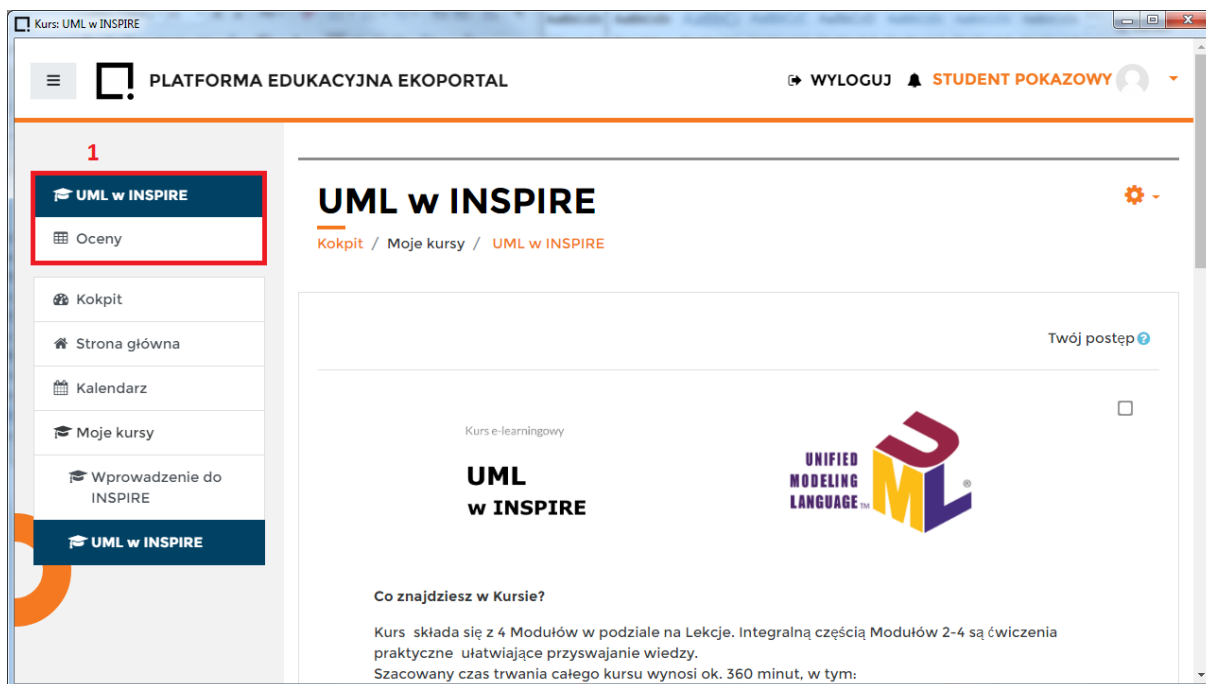 Kurs: UML w INSPIRE
PLATFORMA EDUKACYJNA EKOPORTAL
WYLOGUJ
STUDENT POKAZOWY
1
UML w INSPIRE
Oceny
Kokpit
Strona główna
Kalendarz
Moje kursy
Wprowadzenie do
INSPIRE
UML w INSPIRE
UML w INSPIRE
Kokpit / Moje kursy / UML w INSPIRE
Twój postęp
Kurs e-learningowy
UML
w INSPIRE
UNIFIED
MODELING
LANGUAGE TM
UML ®
Co znajdziesz w Kursie?
Kurs składa się z 4 Modułów w podziale na Lekcje. Integralną częścią Modułów 2-4 są ćwiczenia
praktyczne ułatwiające przyswajanie wiedzy.
Szacowany czas trwania całego kursu wynosi ok. 360 minut, w tym: